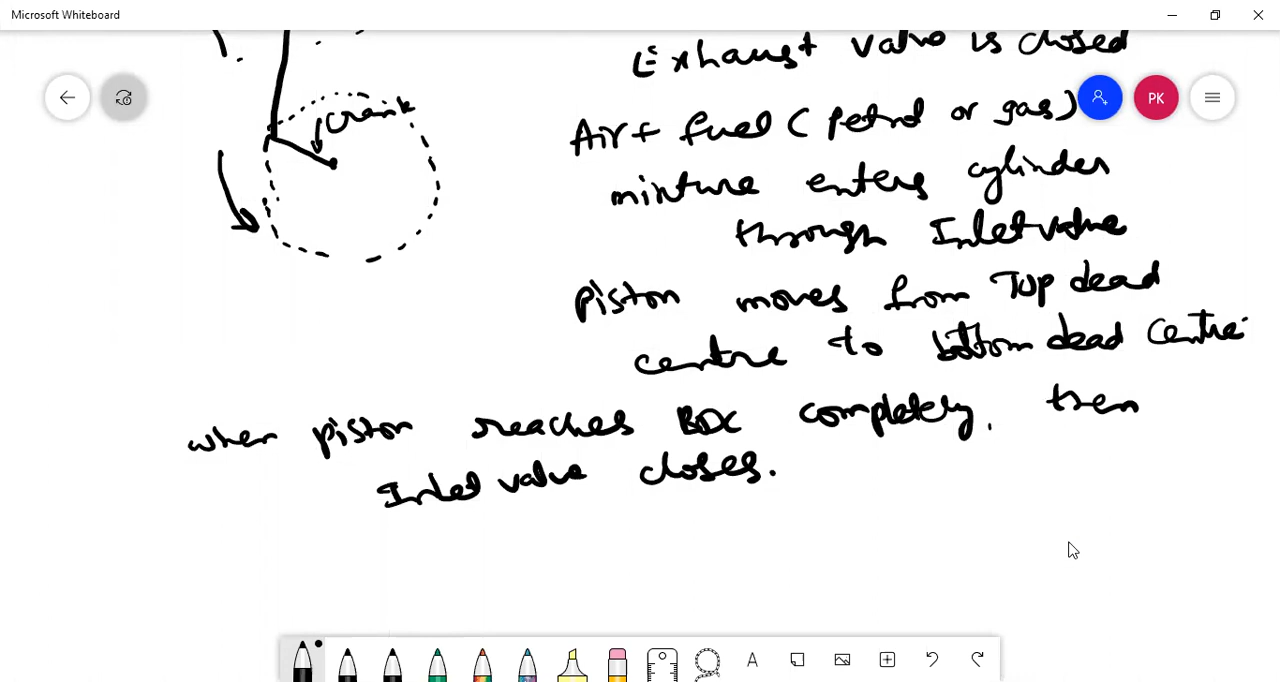 Microsoft Whiteboard
Exhaust valve is closed
PK
crank
Air + fuel ( petrol or gas )
mixture enters cylinder
through Inlet valve
piston moves from Top dead
centre to bottom dead centre
when piston reaches BDC completely, then
Inlet valve closes.
A